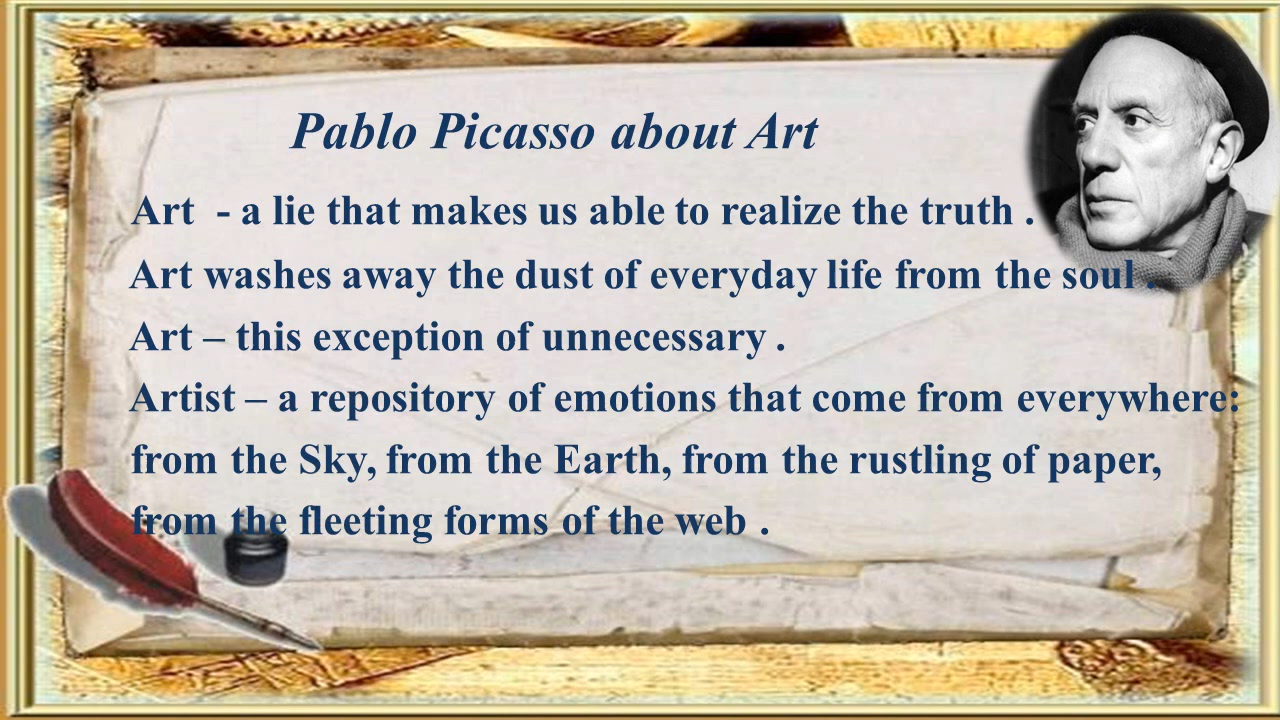 Pablo Picasso about Art
Art - a lie that makes us able to realize the truth .
Art washes away the dust of everyday life from the soul .
Art – this exception of unnecessary .
Artist – a repository of emotions that come from everywhere:
from the Sky, from the Earth, from the rustling of paper,
from the fleeting forms of the web .